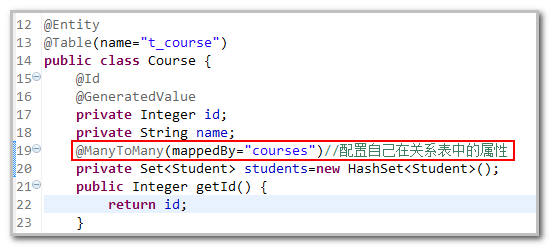 12 @Entity
13 @Table(name="t_course")
14 public class Course {
15 @Id
16 @GeneratedValue
17 private Integer id;
18 private String name;
19 @ManyToMany(mappedBy="courses")//配置自己在关系表中的属性
20 private Set<Student> students=new HashSet<Student>();
21 public Integer getId() {
22 return id;
23 }